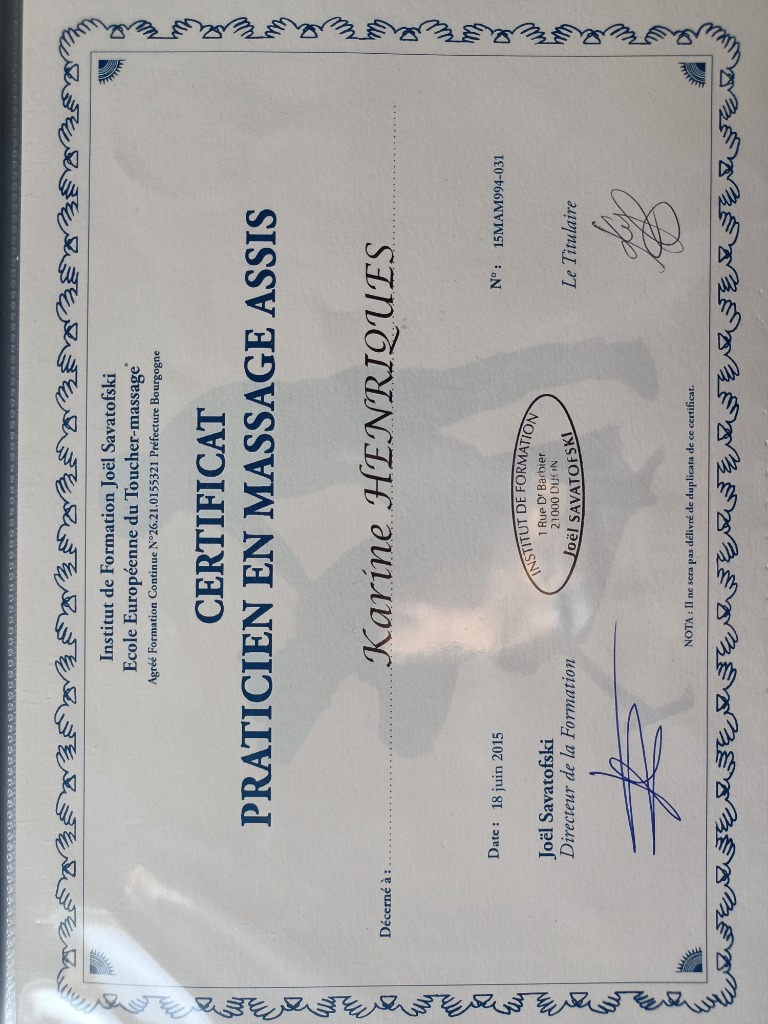 Institut de Formation Joël Savatofski
Ecole Européenne du Toucher-massage®
Agréé Formation Continue N°26.21.0155321 Préfecture Bourgogne
CERTIFICAT
PRATICIEN EN MASSAGE ASSIS
Décerné à : Karine HENRIQUES
Date : 18 juin 2015 N° : 15MAM994-031
Joël Savatofski
Directeur de la Formation
INSTITUT DE FORMATION
1 Rue Dr Barbier
21000 DIJON
Joël SAVATOFSKI
Le Titulaire
NOTA : Il ne sera pas délivré de duplicata de ce certificat.